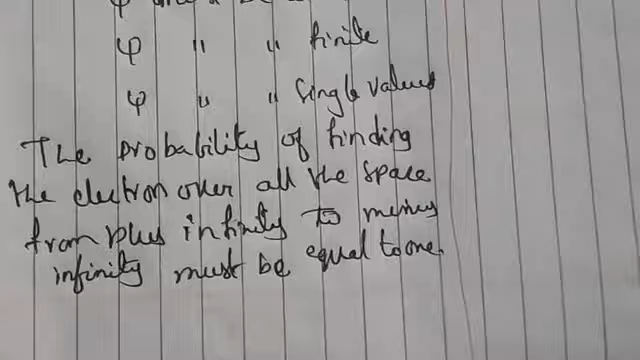 φ " " finite
φ " " single valued
The probability of finding
the electron over all the space
from plus infinity to menius
infinity must be equal to one.